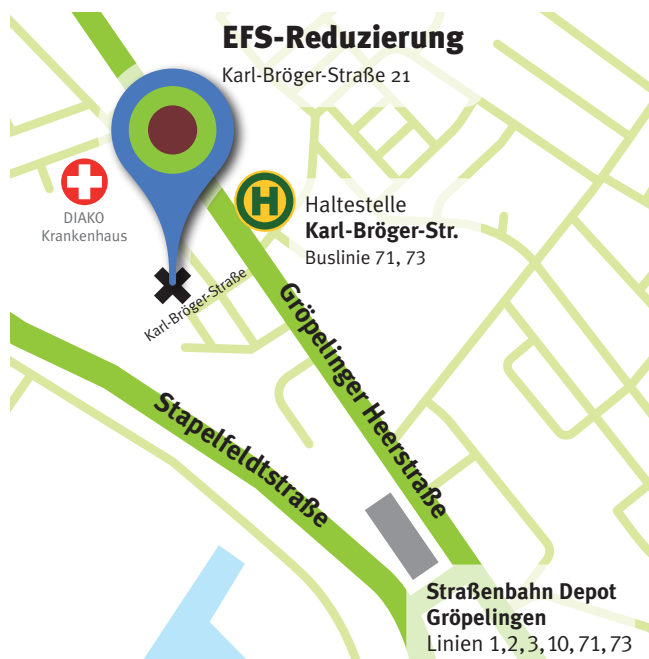 EFS-Reduzierung
Karl-Bröger-Straße 21
DIAKO
Krankenhaus
H
Haltestelle
Karl-Bröger-Str.
Buslinie 71, 73
Karl-Bröger-Straße
Gröpelinger Heerstraße
Stapelfeldtstraße
Straßenbahn Depot
Gröpelingen
Linien 1,2,3,10,71,73